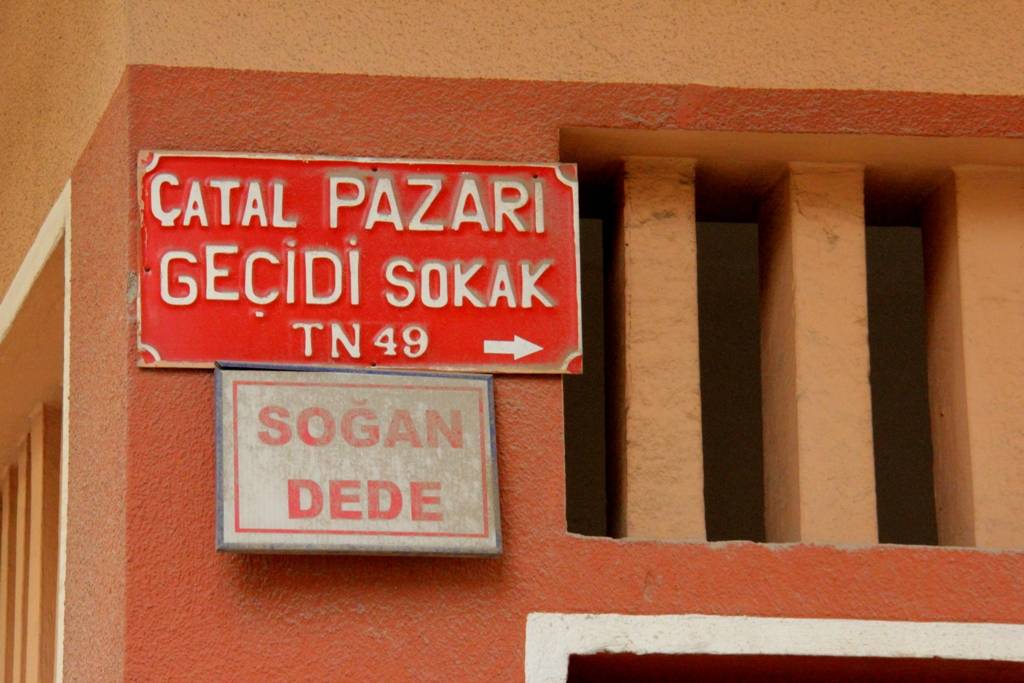 ÇATAL PAZARI
GEÇİDİ SOKAK
TN 49
SOĞAN
DEDE